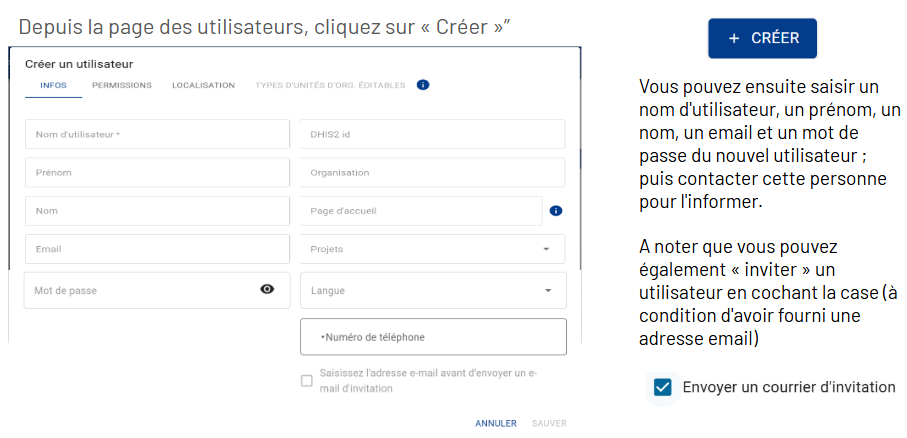 Depuis la page des utilisateurs, cliquez sur « Créer »”
+ CRÉER
Créer un utilisateur
INFOS PERMISSIONS LOCALISATION TYPES D'UNITÉS D'ORG. ÉDITABLES
Nom d'utilisateur * DHIS2 id
Prénom Organisation
Nom Page d'accueil
Email Projets
Mot de passe Langue
•Numéro de téléphone
Saisissez l'adresse e-mail avant d'envoyer un e-
mail d'invitation
ANNULER SAUVER
Vous pouvez ensuite saisir un
nom d'utilisateur, un prénom, un
nom, un email et un mot de
passe du nouvel utilisateur ;
puis contacter cette personne
pour l'informer.
A noter que vous pouvez
également « inviter » un
utilisateur en cochant la case (à
condition d'avoir fourni une
adresse email)
Envoyer un courrier d'invitation